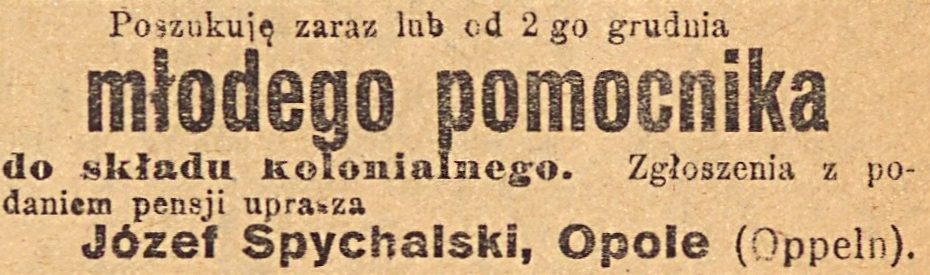 Poszukuję zaraz lub od 2 go grudnia
młodego pomocnika
do składu kolonialnego. Zgłoszenia z po-
daniem pensji uprasza
Józef Spychalski, Opole (Oppeln).